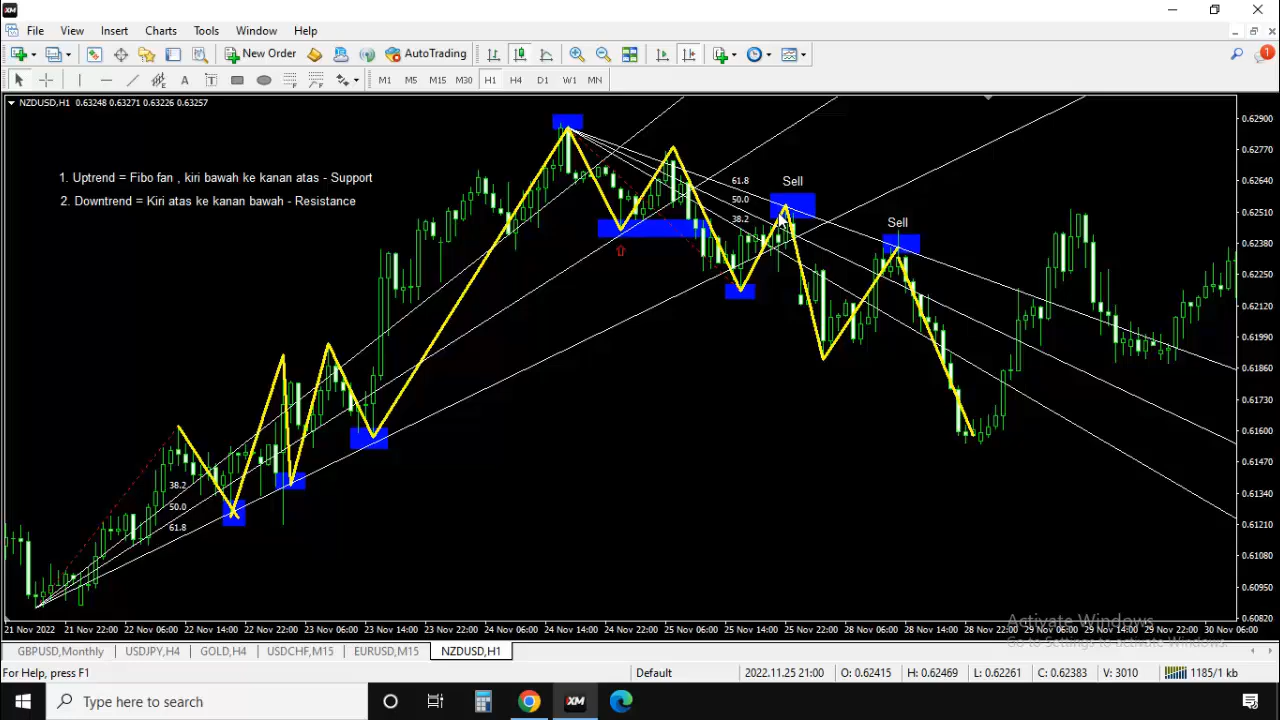 XM
File View Insert Charts Tools Window Help
New Order AutoTrading
M1 M5 M15 M30 H1 H4 D1 W1 MN
NZDUSD,H1 0.63248 0.63271 0.63226 0.63257
1. Uptrend = Fibo fan , kiri bawah ke kanan atas - Support
2. Downtrend = Kiri atas ke kanan bawah - Resistance
61.8
50.0
38.2
Sell
Sell
38.2
50.0
61.8
0.62900
0.62770
0.62640
0.62510
0.62380
0.62250
0.62120
0.61990
0.61860
0.61730
0.61600
0.61470
0.61340
0.61210
0.61080
0.60950
0.60820
21 Nov 2022 21 Nov 22:00 22 Nov 06:00 22 Nov 14:00 22 Nov 22:00 23 Nov 06:00 23 Nov 14:00 23 Nov 22:00 24 Nov 06:00 24 Nov 14:00 24 Nov 22:00 25 Nov 06:00 25 Nov 14:00 25 Nov 22:00 28 Nov 06:00 28 Nov 14:00 28 Nov 22:00 29 Nov 06:00 29 Nov 14:00 29 Nov 22:00 30 Nov 06:00
Activate Windows
Go to Settings to activate Windows.
GBPUSD,Monthly USDJPY,H4 GOLD,H4 USDCHF,M15 EURUSD,M15 NZDUSD,H1
For Help, press F1 Default 2022.11.25 21:00 O: 0.62415 H: 0.62469 L: 0.62261 C: 0.62383 V: 3010 1185/1 kb
Type here to search XM